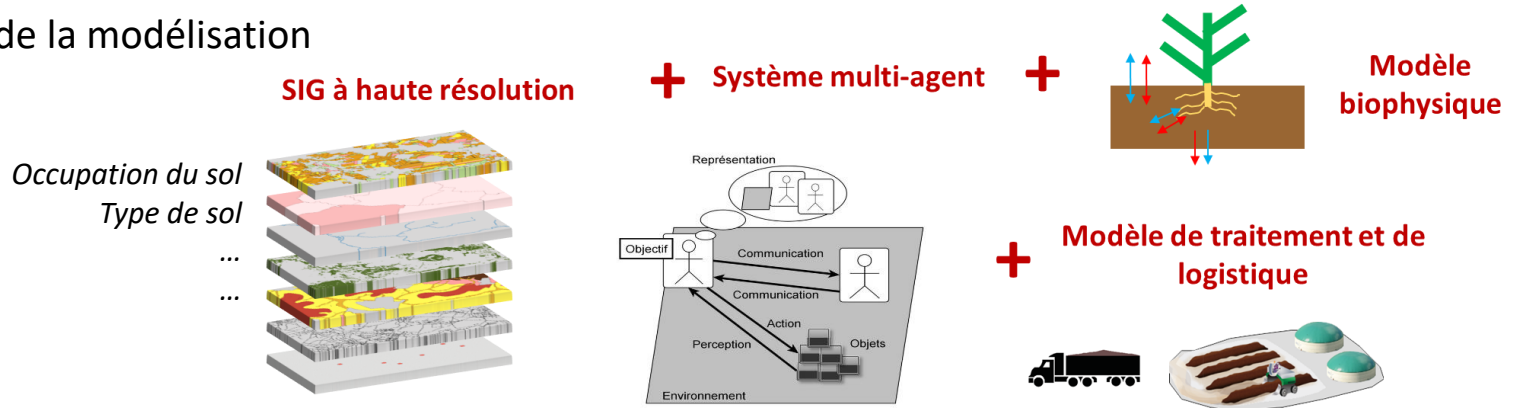 de la modélisation
SIG à haute résolution
+
Système multi-agent
+
Modèle
biophysique
Occupation du sol
Type de sol
...
...
Représentation
Objectif
Communication
Communication
Action
Perception
Objets
Environnement
+
Modèle de traitement et de
logistique